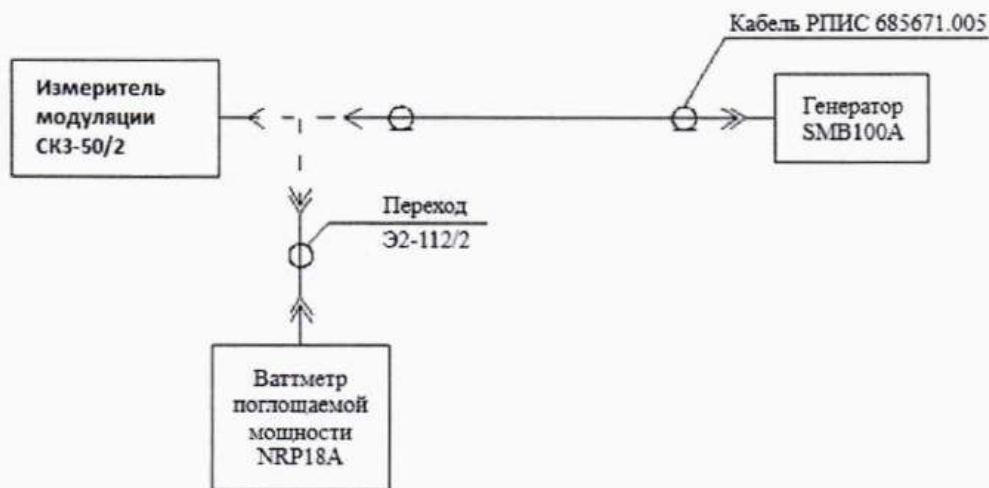 Кабель РПИС 685671.005
Измеритель
модуляции
СК3-50/2
Генератор
SMB100A
Переход
Э2-112/2
Ваттметр
поглощаемой
мощности
NRP18A